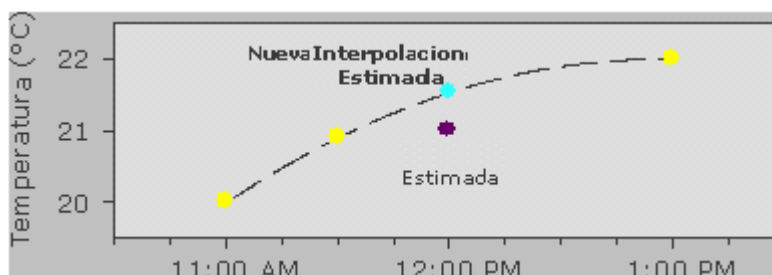 Temperatura (°C)
22
21
20
NuevaInterpolacion
Estimada
Estimada
11:00 AM
12:00 PM
1:00 PM